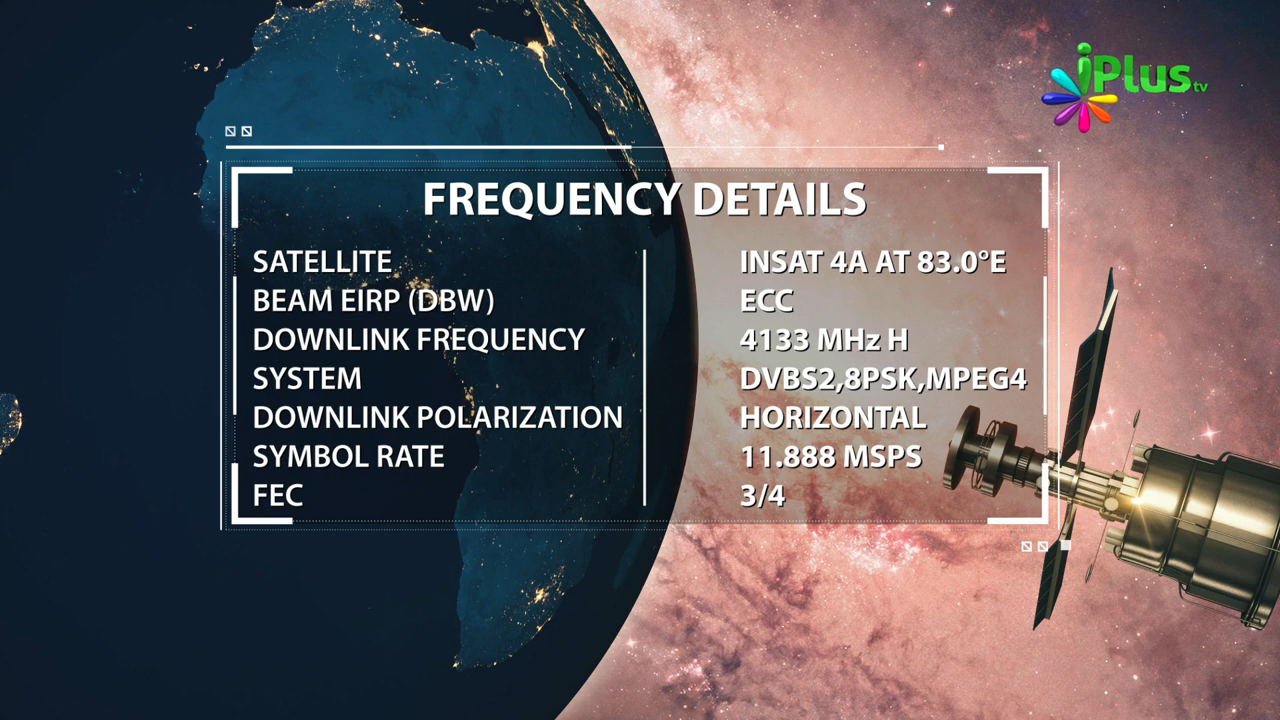 iPlus tv
FREQUENCY DETAILS
SATELLITE INSAT 4A AT 83.0°E
BEAM EIRP (DBW) ECC
DOWNLINK FREQUENCY 4133 MHz H
SYSTEM DVBS2,8PSK,MPEG4
DOWNLINK POLARIZATION HORIZONTAL
SYMBOL RATE 11.888 MSPS
FEC 3/4